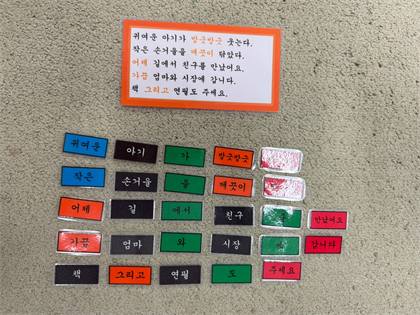 귀여운 아기가 방긋방긋 웃는다.
작은 손거울을 깨끗이 닦았다.
어제 길에서 친구를 만났어요.
가끔 엄마와 시장에 갑니다.
책 그리고 연필도 주세요.
귀여운 아기 가 방긋방긋
작은 손거울 을 깨끗이
어제 길 에서 친구 만났어요
가끔 엄마 와 시장 갑니다
책 그리고 연필 도 주세요